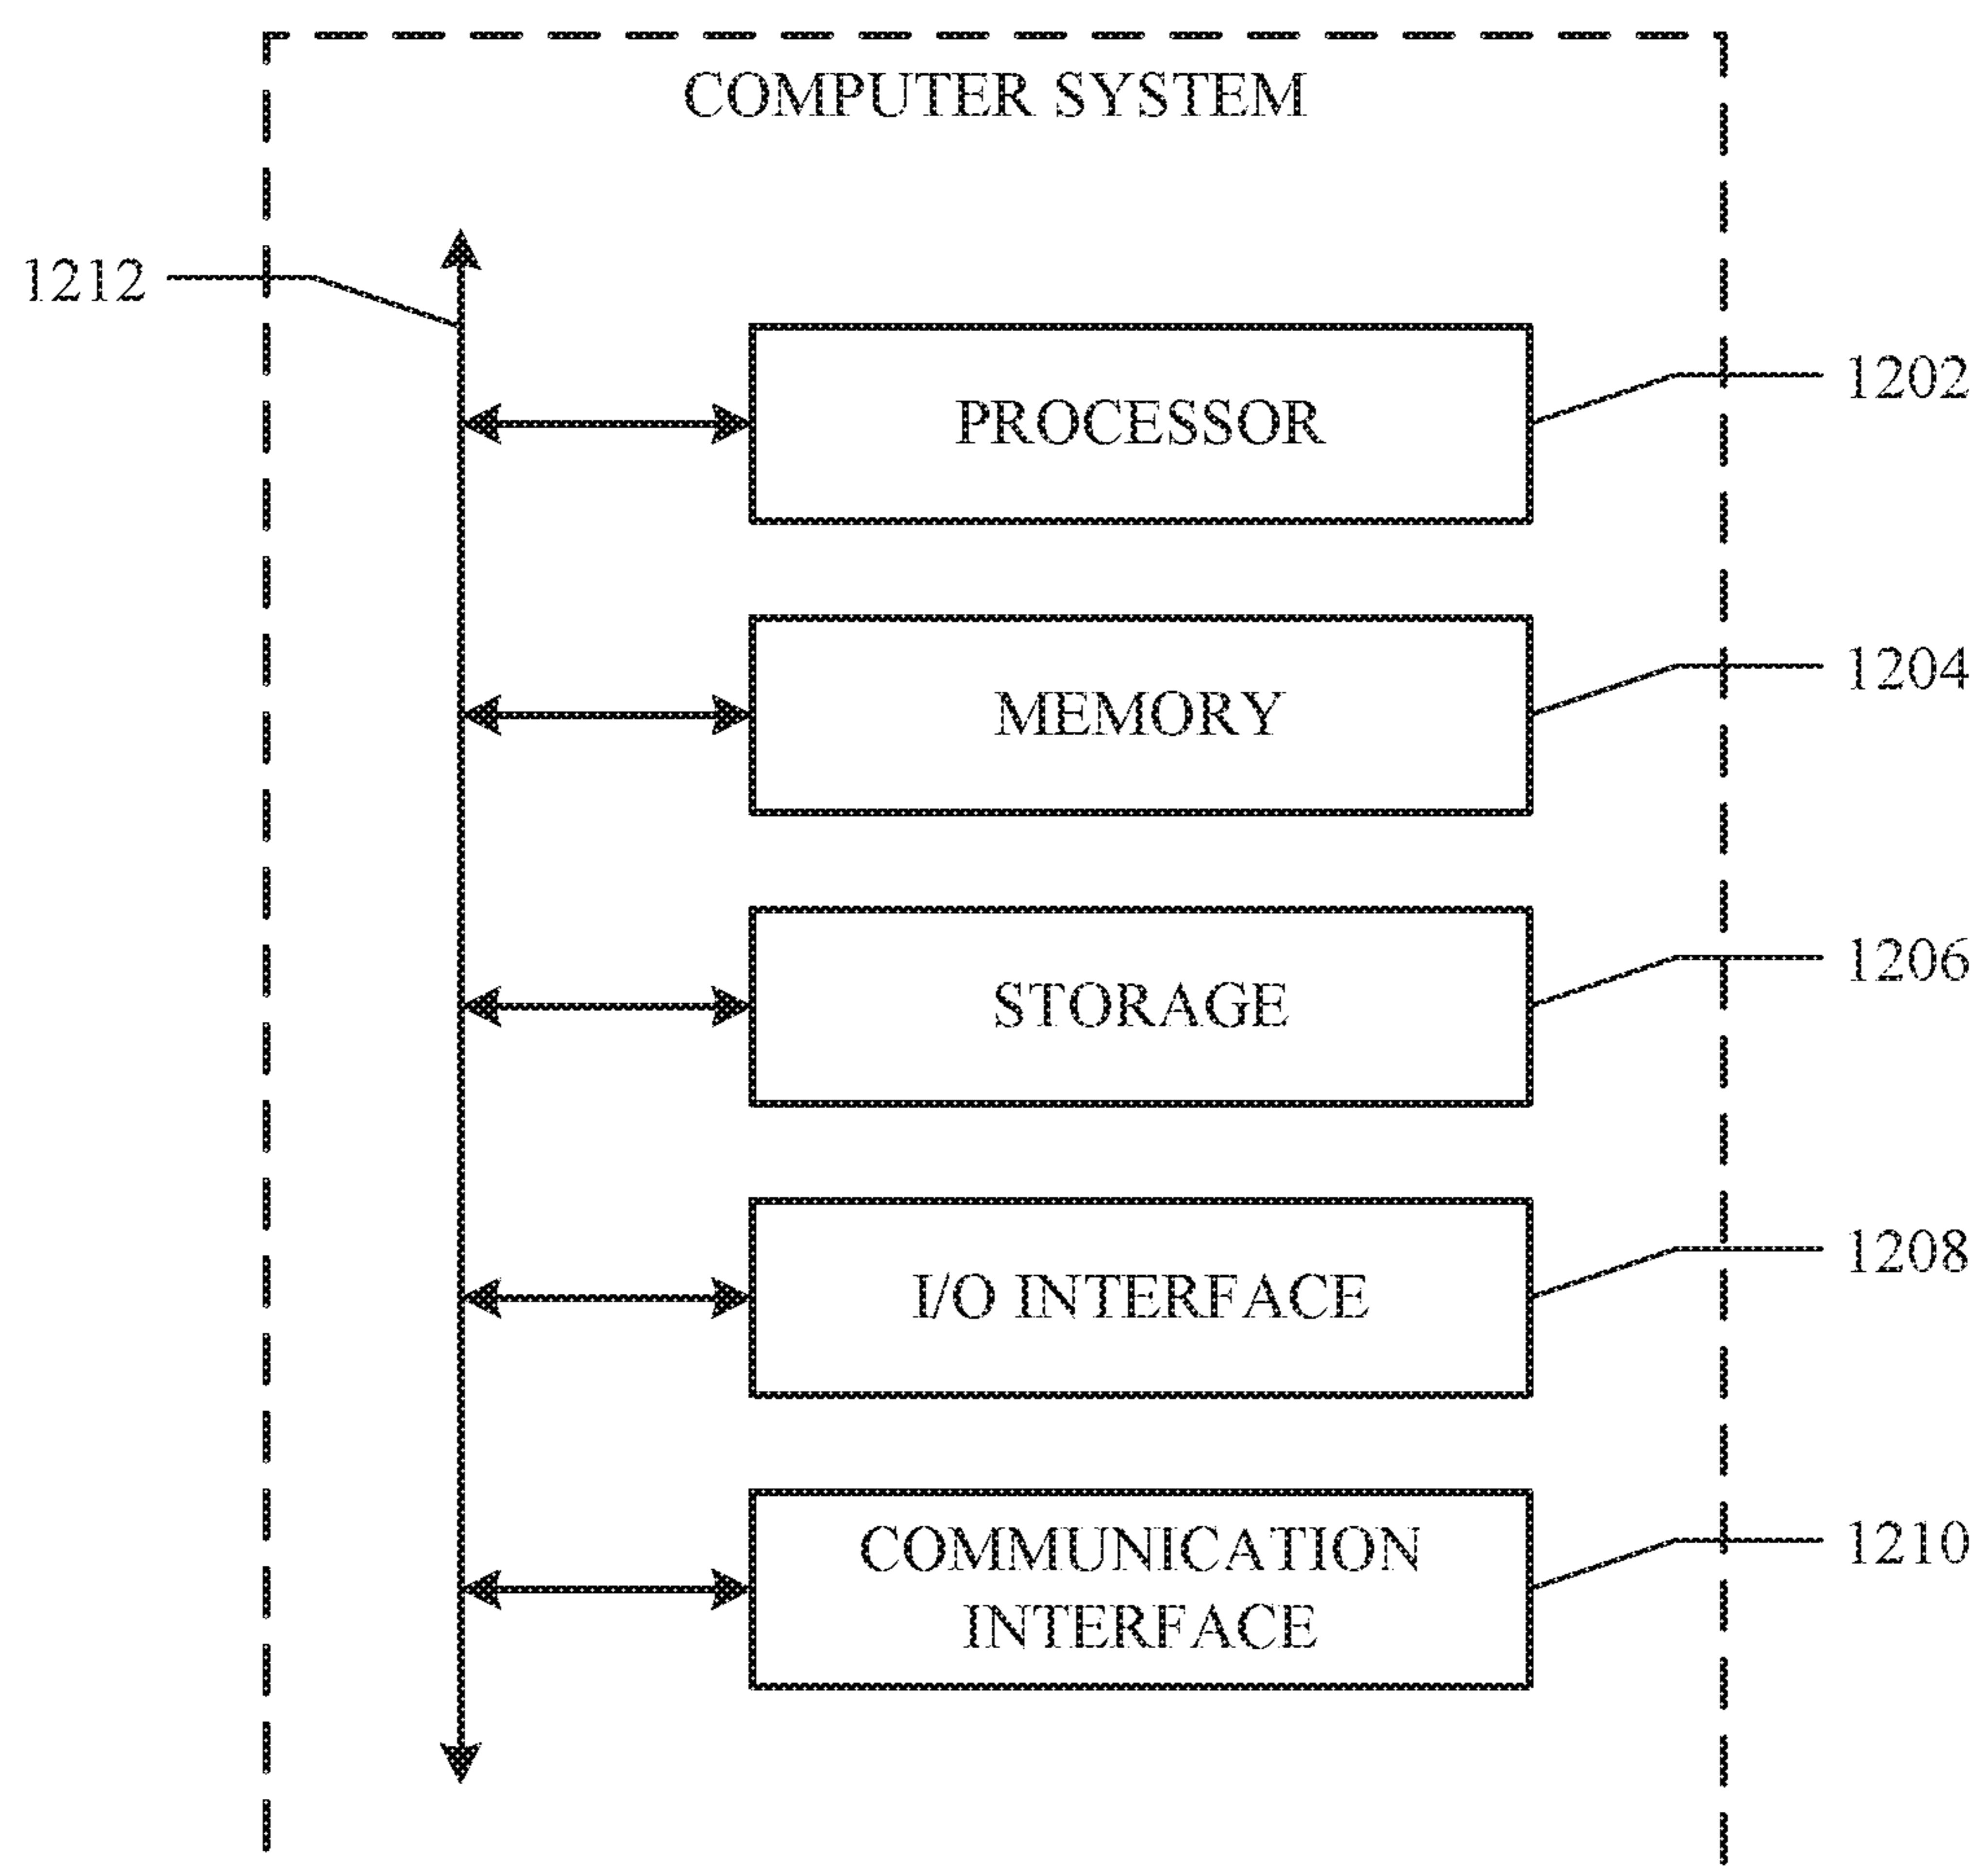 COMPUTER SYSTEM
1212
1202
PROCESSOR
1204
MEMORY
1206
STORAGE
1208
I/O INTERFACE
1210
COMMUNICATION
INTERFACE